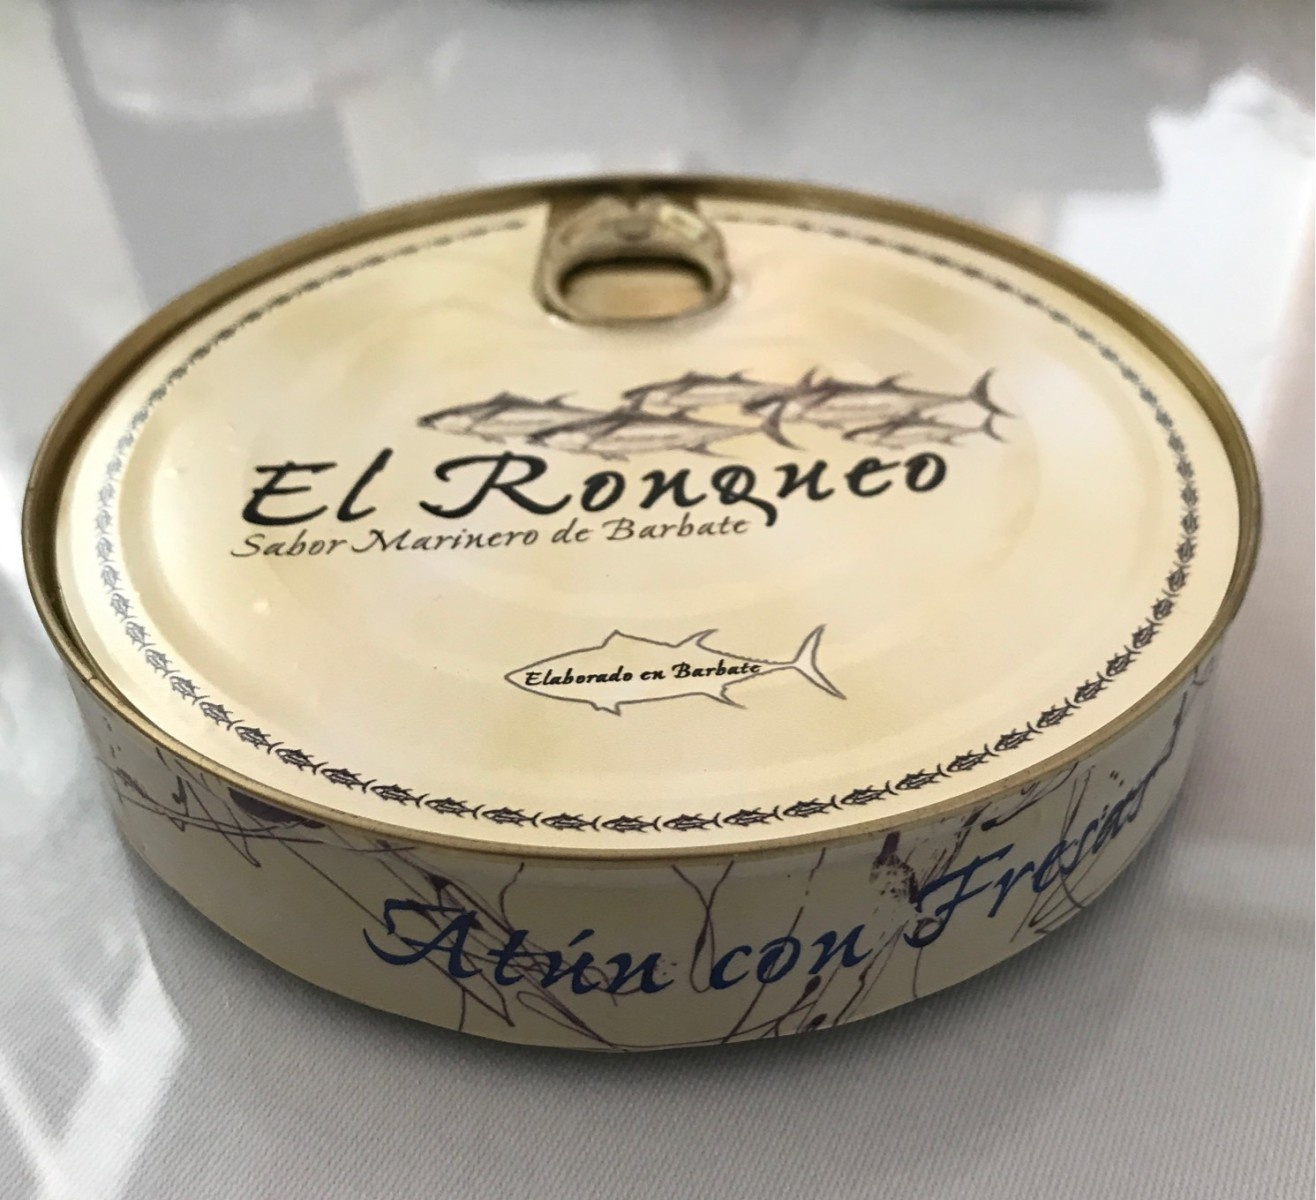 El Ronqueo
Sabor Marinero de Barbate
Elaborado en Barbate
Atún con Fresas